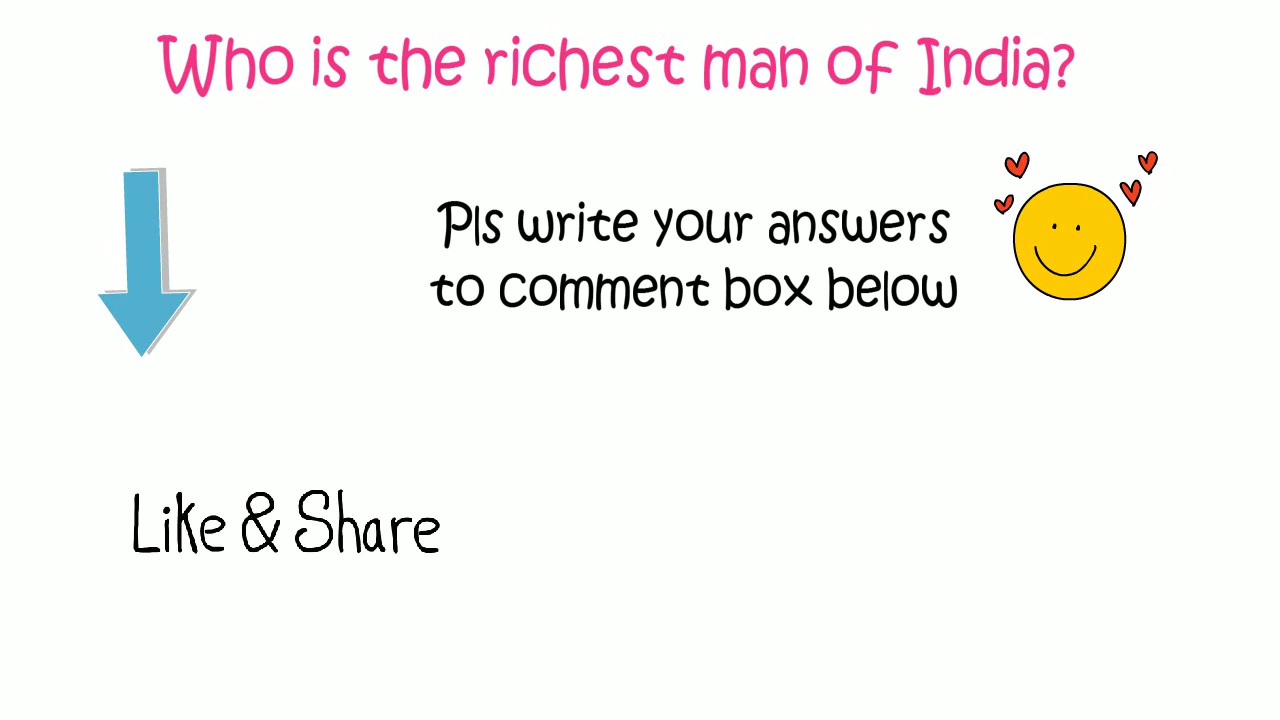 Who is the richest man of India?
Pls write your answers
to comment box below
Like & Share